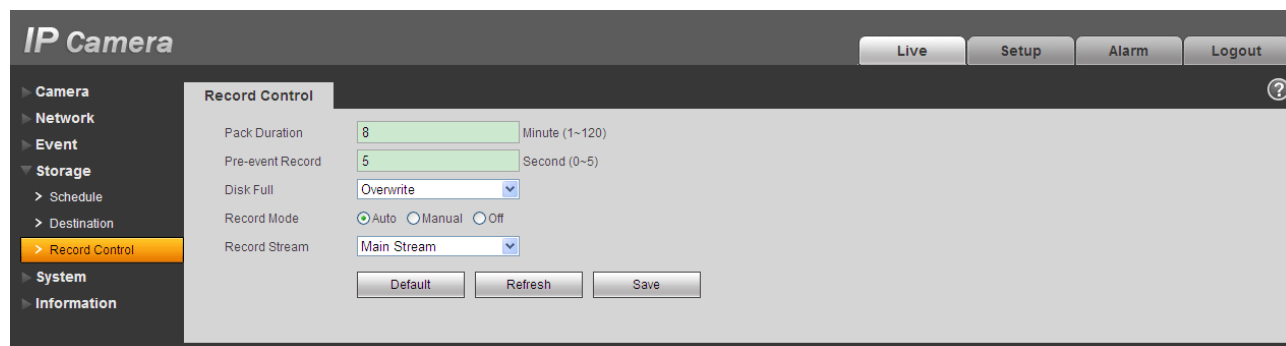 IP Camera
Live
Setup
Alarm
Logout
?
Camera
Network
Event
Storage
> Schedule
> Destination
> Record Control
System
Information
Record Control
Pack Duration 8 Minute (1~120)
Pre-event Record 5 Second (0~5)
Disk Full Overwrite
Record Mode Auto Manual Off
Record Stream Main Stream
Default Refresh Save